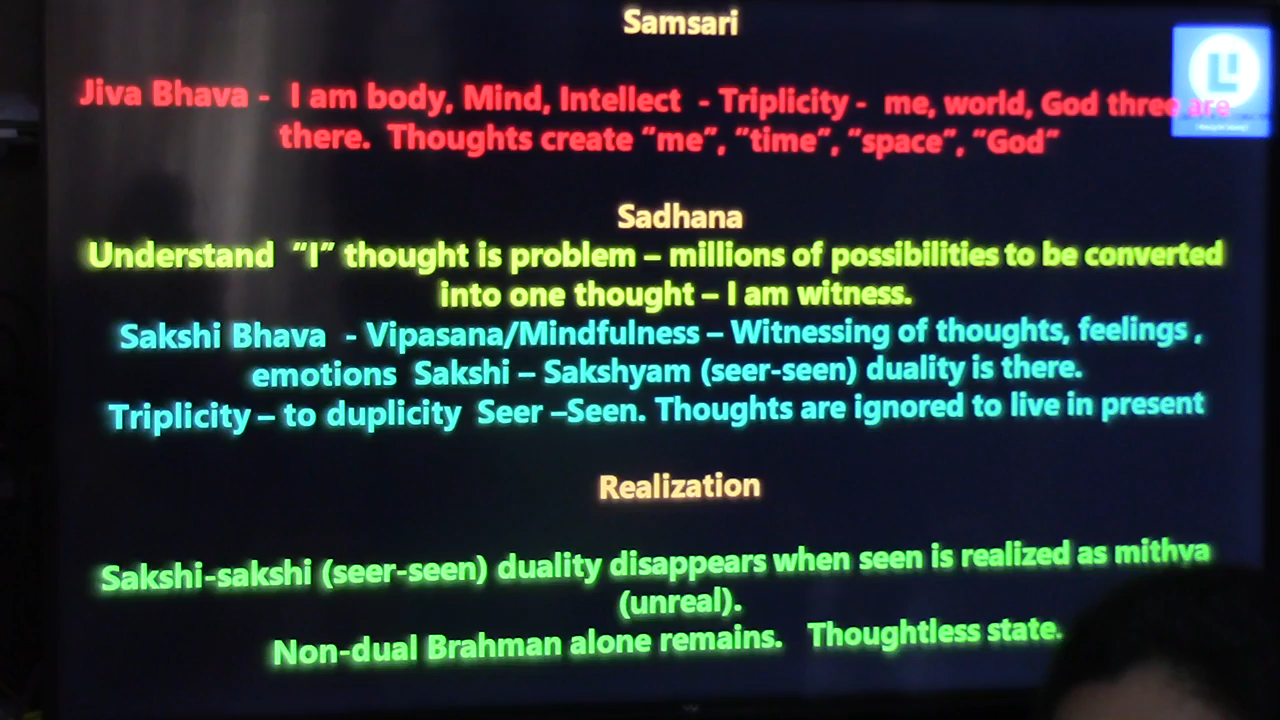 Samsari
Jiva Bhava - I am body, Mind, Intellect - Triplicity - me, world, God three are
there. Thoughts create “me”, “time”, “space”, “God”
Sadhana
Understand “I” thought is problem – millions of possibilities to be converted
into one thought – I am witness.
Sakshi Bhava - Vipasana/Mindfulness – Witnessing of thoughts, feelings ,
emotions Sakshi – Sakshyam (seer-seen) duality is there.
Triplicity – to duplicity Seer –Seen. Thoughts are ignored to live in present
Realization
Sakshi-sakshi (seer-seen) duality disappears when seen is realized as mithya
(unreal).
Non-dual Brahman alone remains. Thoughtless state.